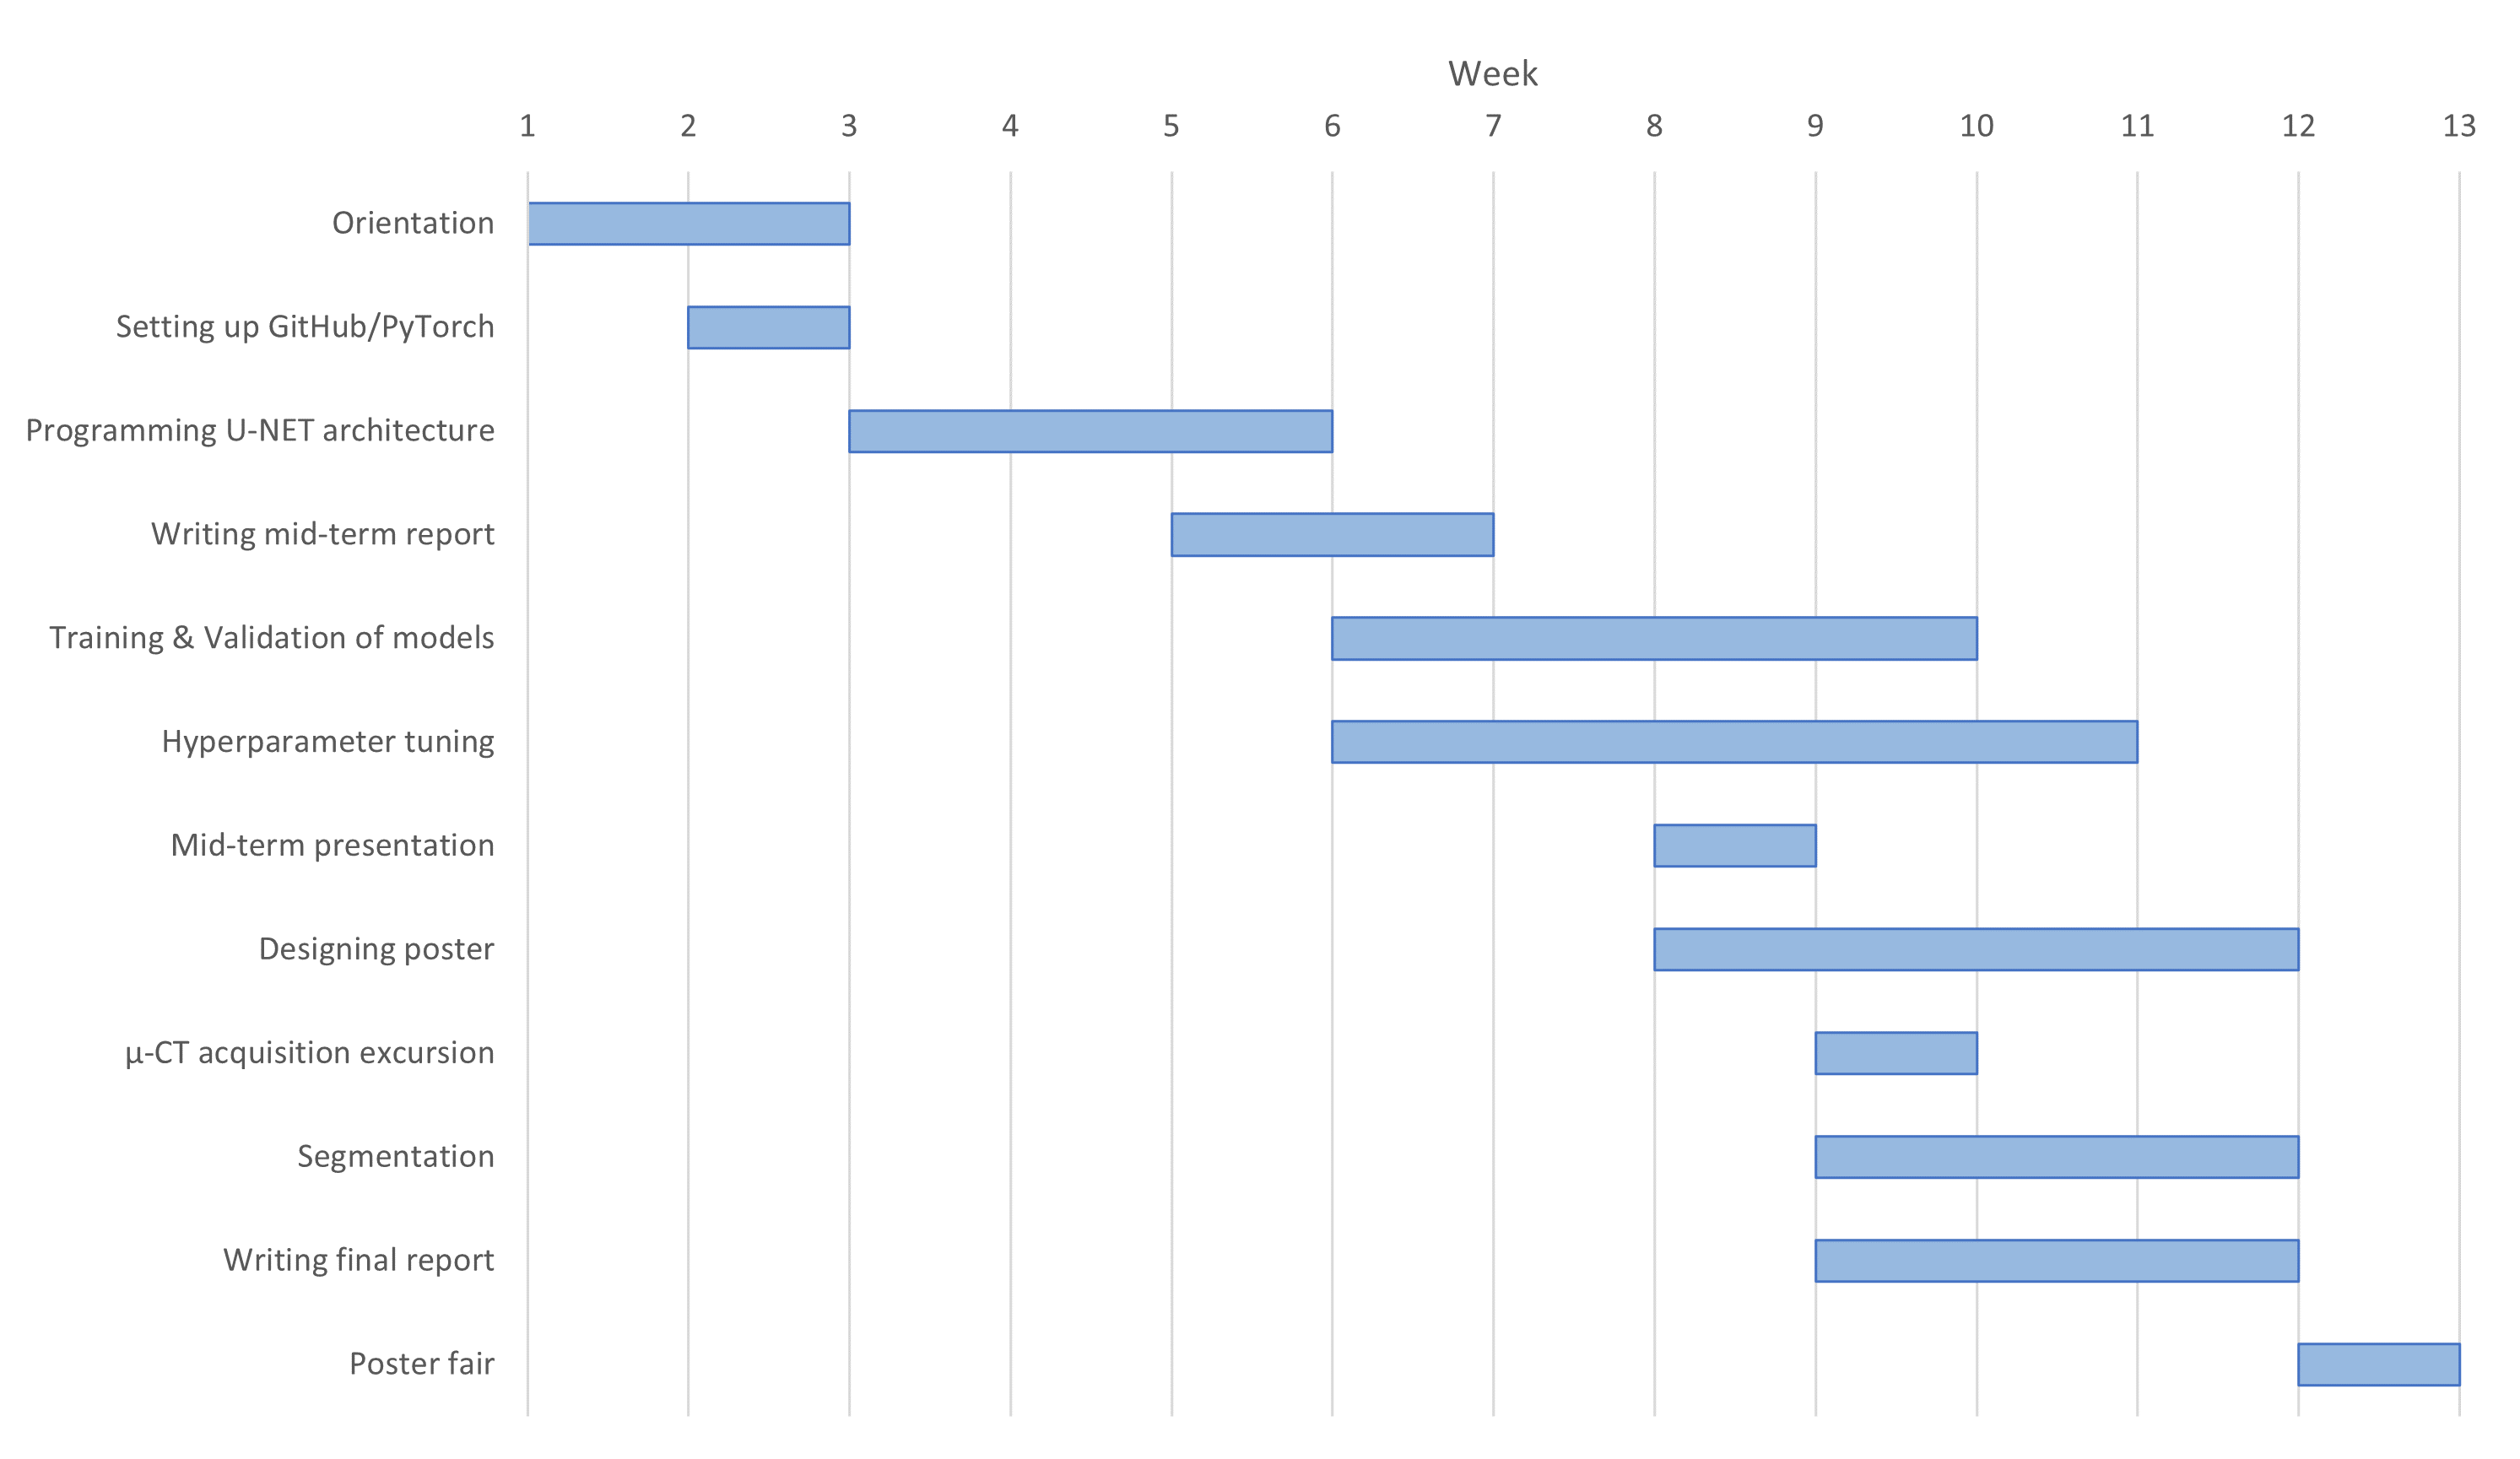 Week
1 2 3 4 5 6 7 8 9 10 11 12 13
Orientation
Setting up GitHub/PyTorch
Programming U-NET architecture
Writing mid-term report
Training & Validation of models
Hyperparameter tuning
Mid-term presentation
Designing poster
µ-CT acquisition excursion
Segmentation
Writing final report
Poster fair